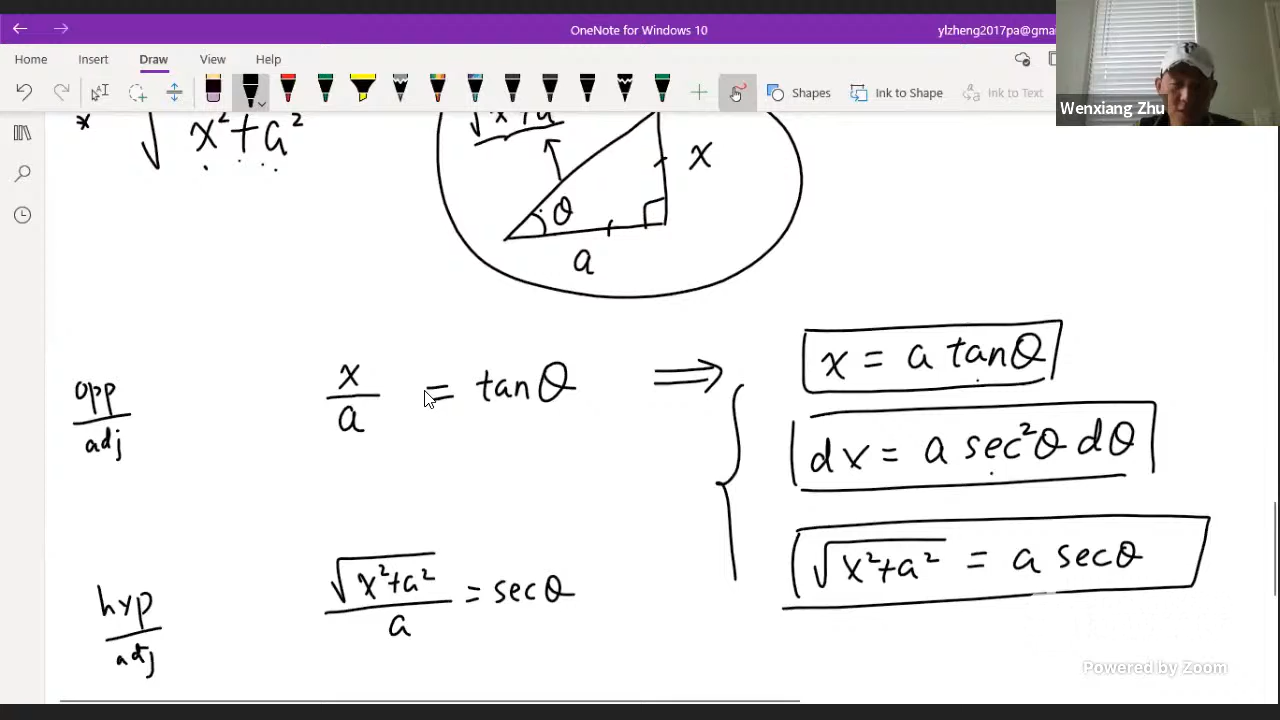 OneNote for Windows 10
ylzheng2017pa@gma
Home Insert Draw View Help
Shapes Ink to Shape Ink to Text
Wenxiang Zhu
* √x²+a²
√x²+a²
x
θ
a
opp/adj x/a = tanθ ⟹ x = a tanθ
dx = a sec²θ dθ
hyp/adj √x²+a²/a = secθ √x²+a² = a secθ
Powered by Zoom